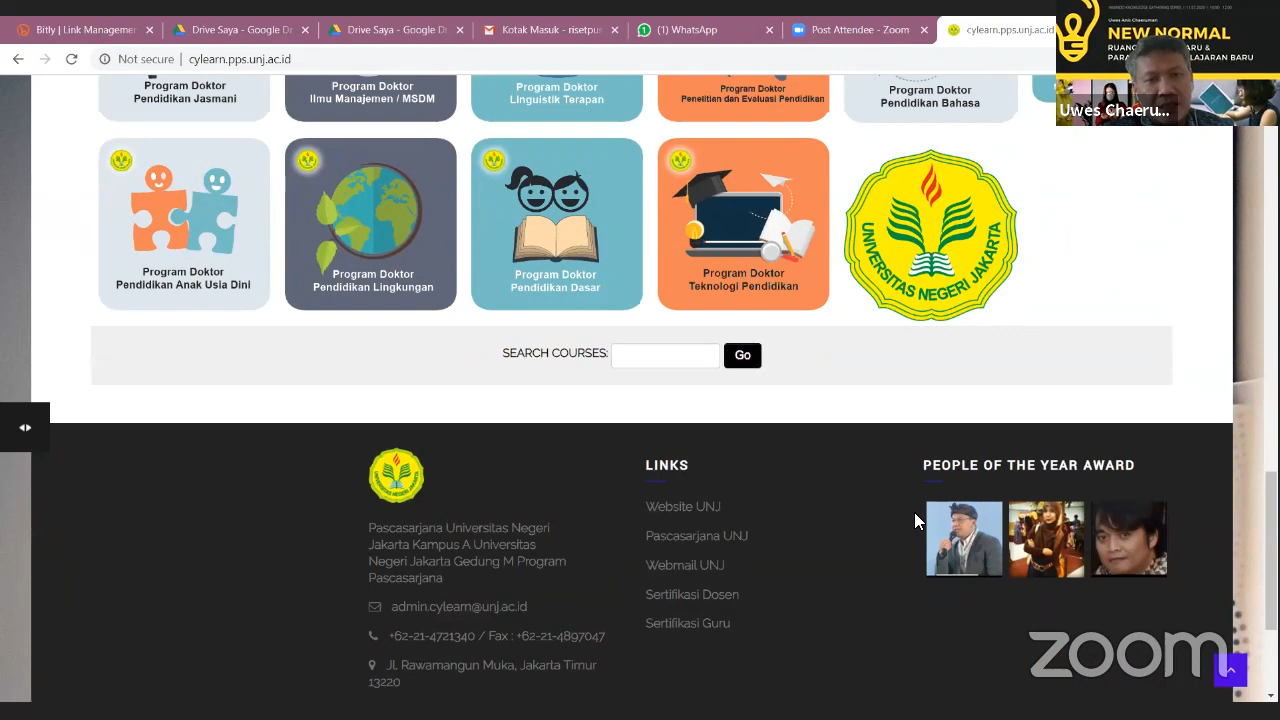 Bitly | Link Managemen
Drive Saya - Google D
Drive Saya - Google D
Kotak Masuk - risetpus
(1) WhatsApp
Post Attendee - Zoom
cylearn.pps.unj.ac.id
Not secure | cylearn.pps.unj.ac.id
NEW NORMAL
Uwes Chaeru...
Program Doktor
Pendidikan Jasmani
Program Doktor
Ilmu Manajemen / MSDM
Program Doktor
Linguistik Terapan
Program Doktor
Penelitian dan Evaluasi Pendidikan
Program Doktor
Pendidikan Bahasa
Program Doktor
Pendidikan Anak Usia Dini
Program Doktor
Pendidikan Lingkungan
Program Doktor
Pendidikan Dasar
Program Doktor
Teknologi Pendidikan
UNIVERSITAS NEGERI JAKARTA
SEARCH COURSES:
Go
Pascasarjana Universitas Negeri
Jakarta Kampus A Universitas
Negeri Jakarta Gedung M Program
Pascasarjana
admin.cylearn@unj.ac.id
+62-21-4721340 / Fax : +62-21-4897047
Jl. Rawamangun Muka, Jakarta Timur
13220
LINKS
Website UNJ
Pascasarjana UNJ
Webmail UNJ
Sertifikasi Dosen
Sertifikasi Guru
PEOPLE OF THE YEAR AWARD
zoom